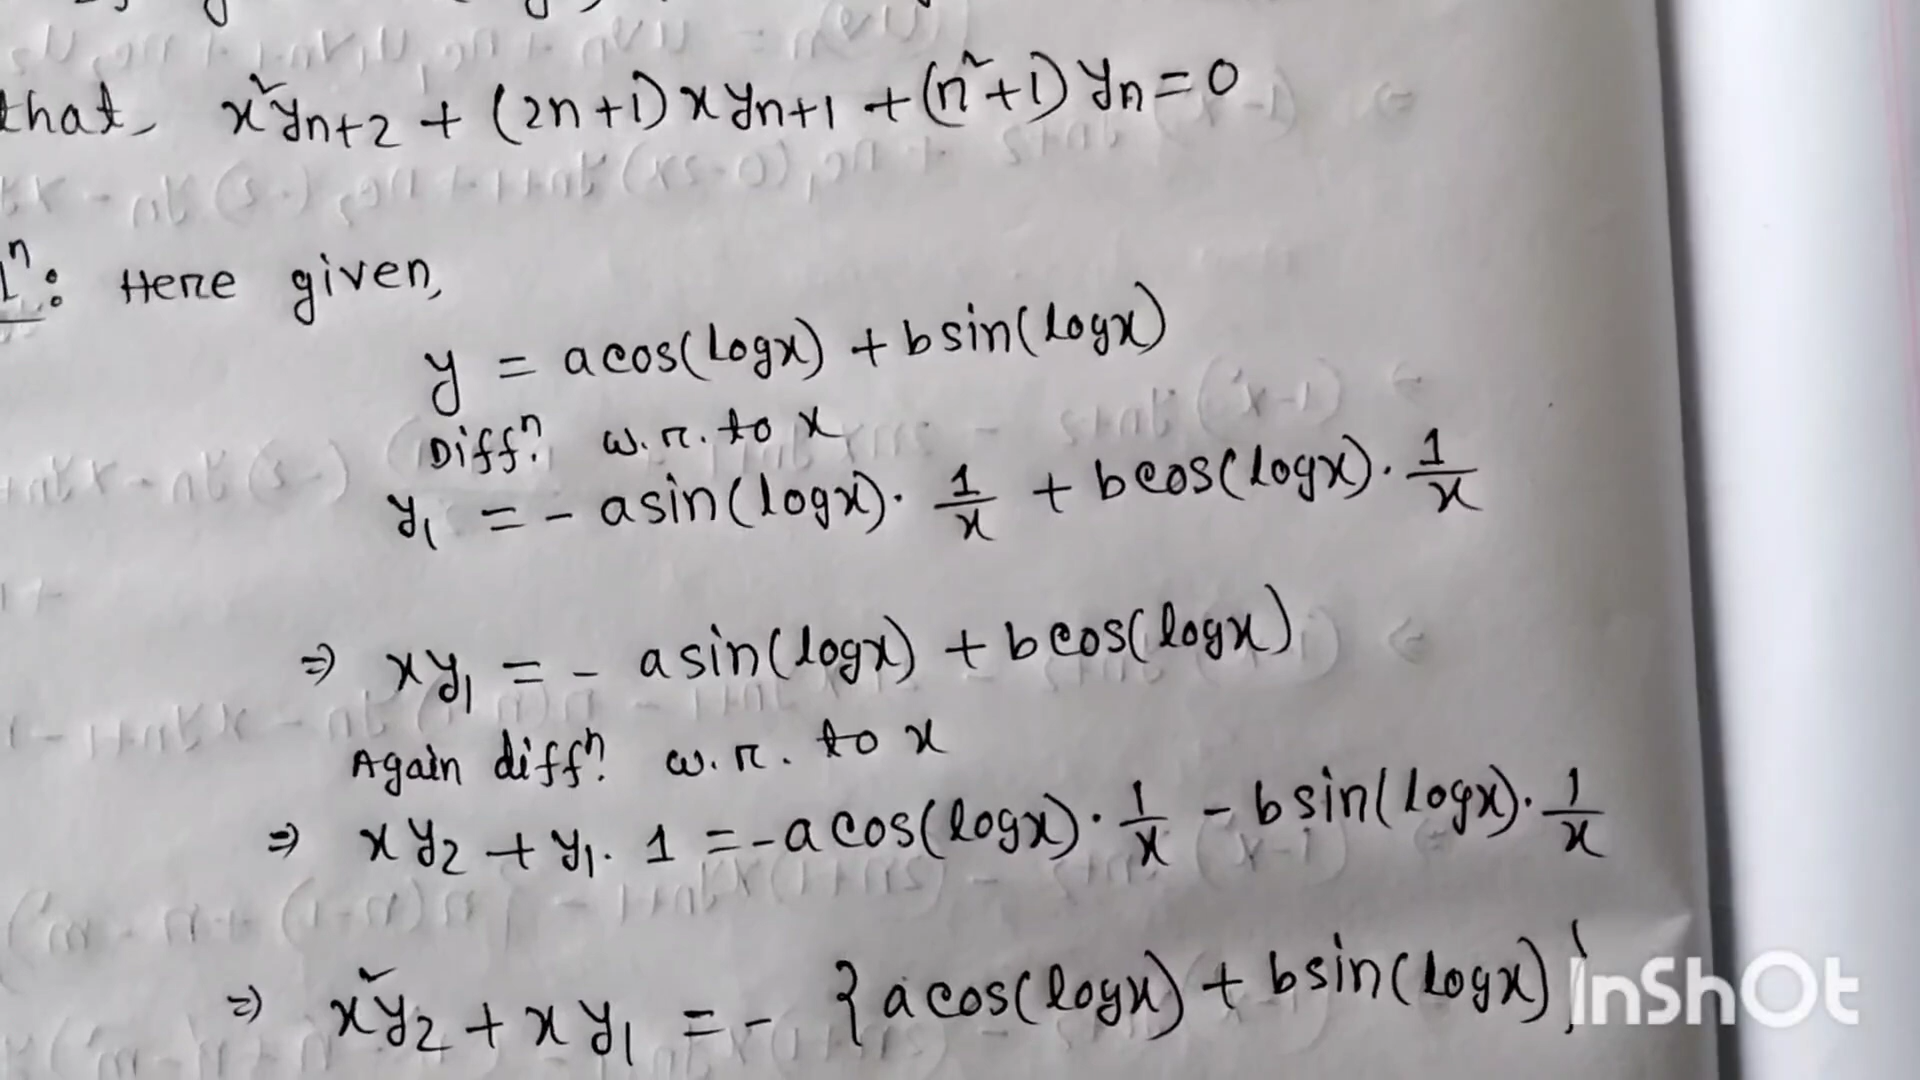 that x²yn+2 + (2n+1)xyn+1 + (n²+1)yn = 0
Here given,
y = acos(logx) + bsin(logx)
Diffⁿ. w.r. to x
y₁ = - asin(logx)· 1/x + bcos(logx)· 1/x
⇒ xy₁ = - asin(logx) + bcos(logx)
Again diffⁿ. w.r. to x
⇒ xy₂ + y₁· 1 = -acos(logx)· 1/x - bsin(logx)· 1/x
⇒ x²y₂ + xy₁ = - {acos(logx) + bsin(logx)}
InShOt